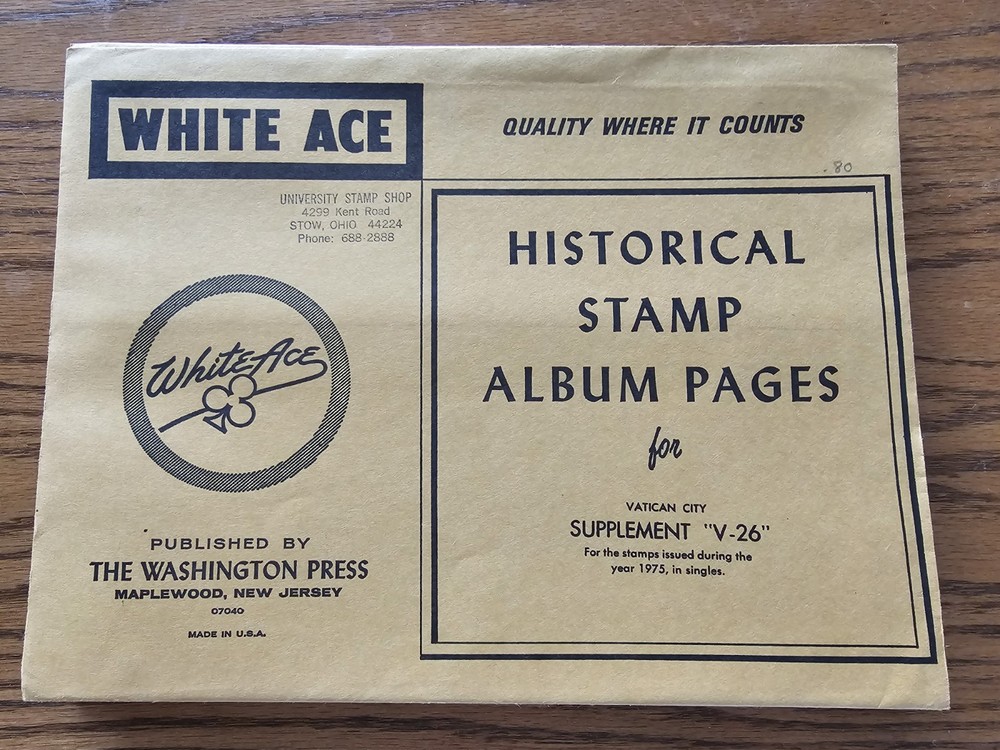 WHITE ACE
QUALITY WHERE IT COUNTS
.80
UNIVERSITY STAMP SHOP
4299 Kent Road
STOW, OHIO 44224
Phone: 688-2888
White Ace
PUBLISHED BY
THE WASHINGTON PRESS
MAPLEWOOD, NEW JERSEY
07040
MADE IN U.S.A.
HISTORICAL
STAMP
ALBUM PAGES
for
VATICAN CITY
SUPPLEMENT "V-26"
For the stamps issued during the
year 1975, in singles.